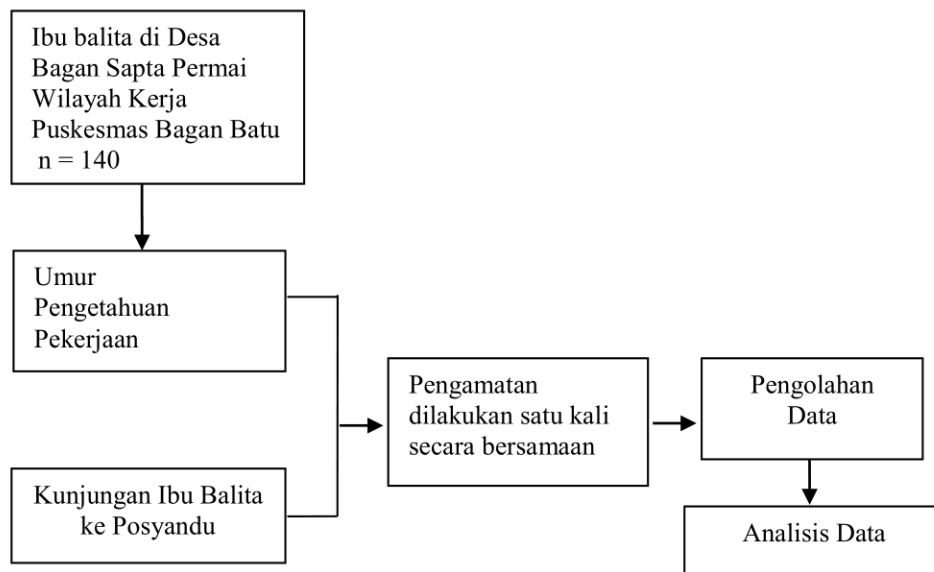 Ibu balita di Desa
Bagan Sapta Permai
Wilayah Kerja
Puskesmas Bagan Batu
n = 140
Umur
Pengetahuan
Pekerjaan
Kunjungan Ibu Balita
ke Posyandu
Pengamatan
dilakukan satu kali
secara bersamaan
Pengolahan
Data
Analisis Data